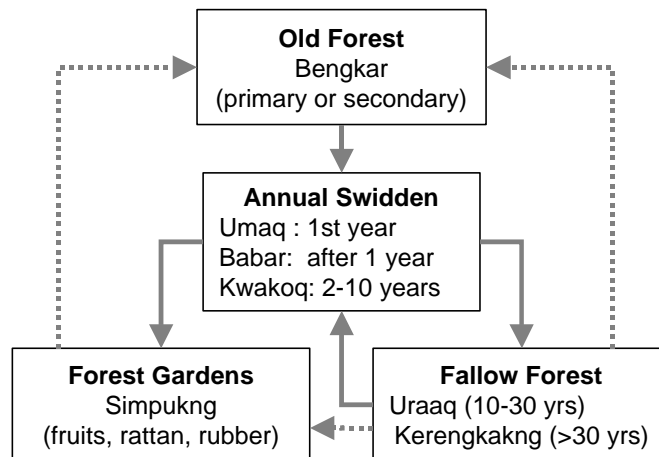 Old Forest
Bengkar
(primary or secondary)
Annual Swidden
Umaq : 1st year
Babar: after 1 year
Kwakoq: 2-10 years
Forest Gardens
Simpukng
(fruits, rattan, rubber)
Fallow Forest
Uraaq (10-30 yrs)
Kerengkakng (>30 yrs)